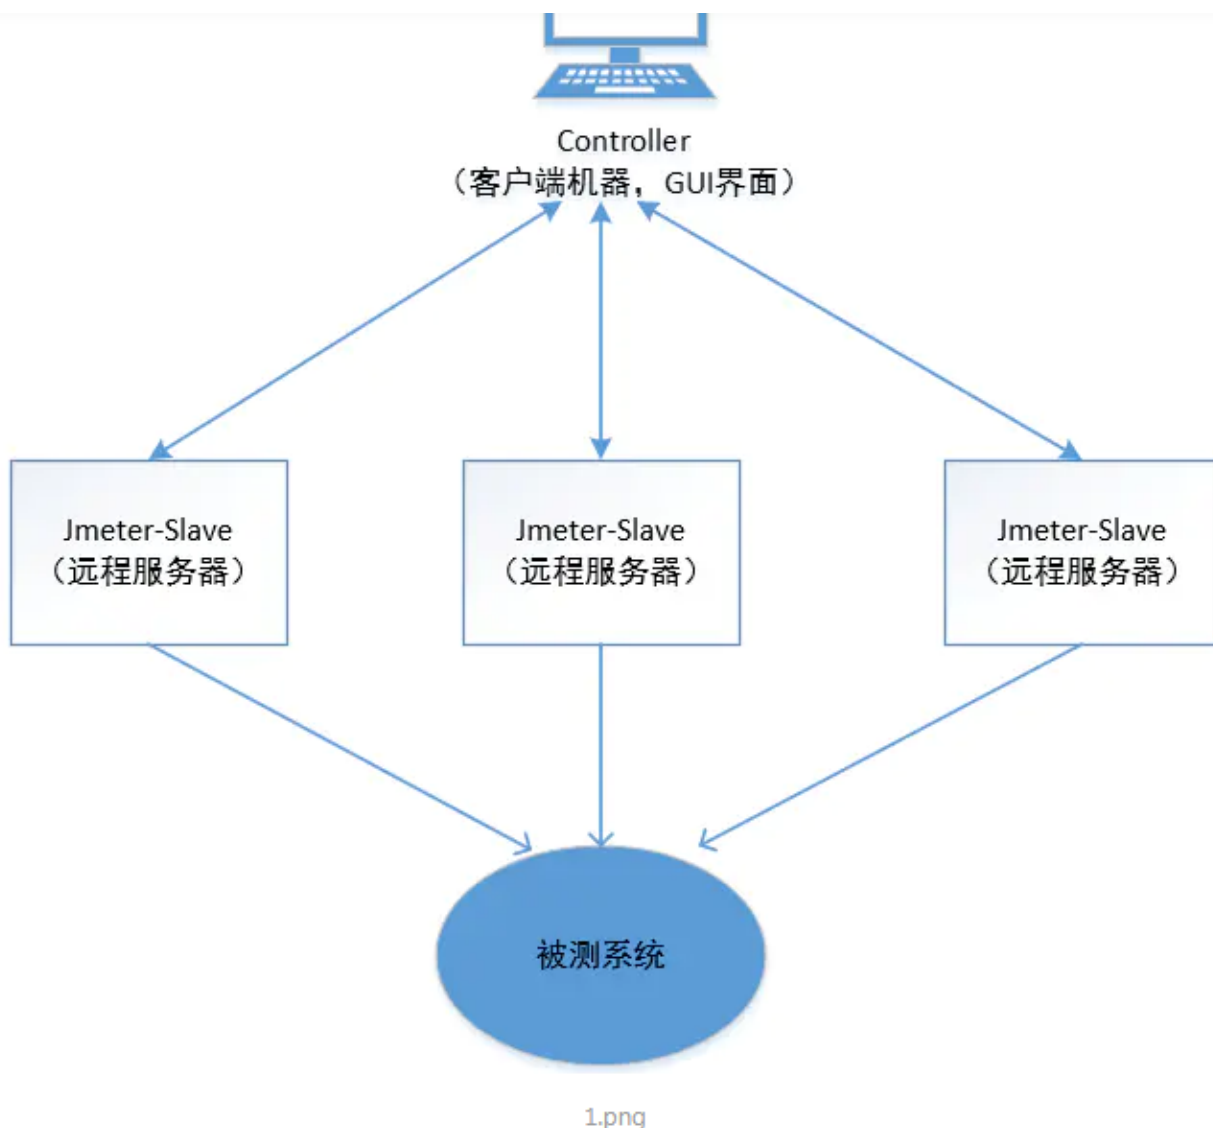 Controller
（客户端机器，GUI界面）
Jmeter-Slave
（远程服务器）
Jmeter-Slave
（远程服务器）
Jmeter-Slave
（远程服务器）
被测系统
1.png